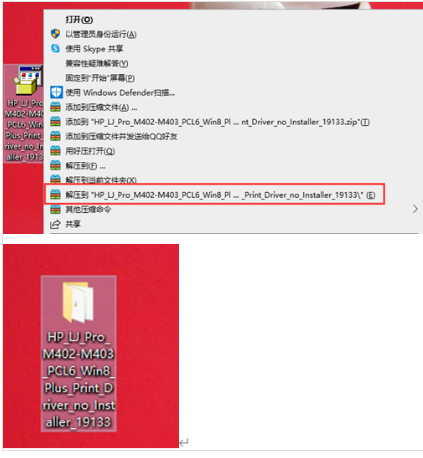 打开(O)
以管理员身份运行(A)
使用 Skype 共享
兼容性疑难解答(Y)
固定到"开始"屏幕(P)
使用 Windows Defender扫描...
添加到压缩文件(A) ...
添加到 "HP_LJ_Pro_M402-M403_PCL6_Win8_Pl ... nt_Driver_no_Installer_19133.zip"(T)
添加到压缩文件并发送给QQ好友
用好压打开(Q)
解压到(F) ...
解压到当前文件夹(X)
解压到 "HP_LJ_Pro_M402-M403_PCL6_Win8_Pl ... _Print_Driver_no_Installer_19133\" (E)
其他压缩命令
共享
HP_LJ_Pro_
M402-M403
_PCL6_Win8_
Plus_Print_D
river_no_Inst
aller_19133
HP_LJ_Pro_
M402-M403
_PCL6_Win8_
Plus_Print_D
river_no_Inst
aller_19133